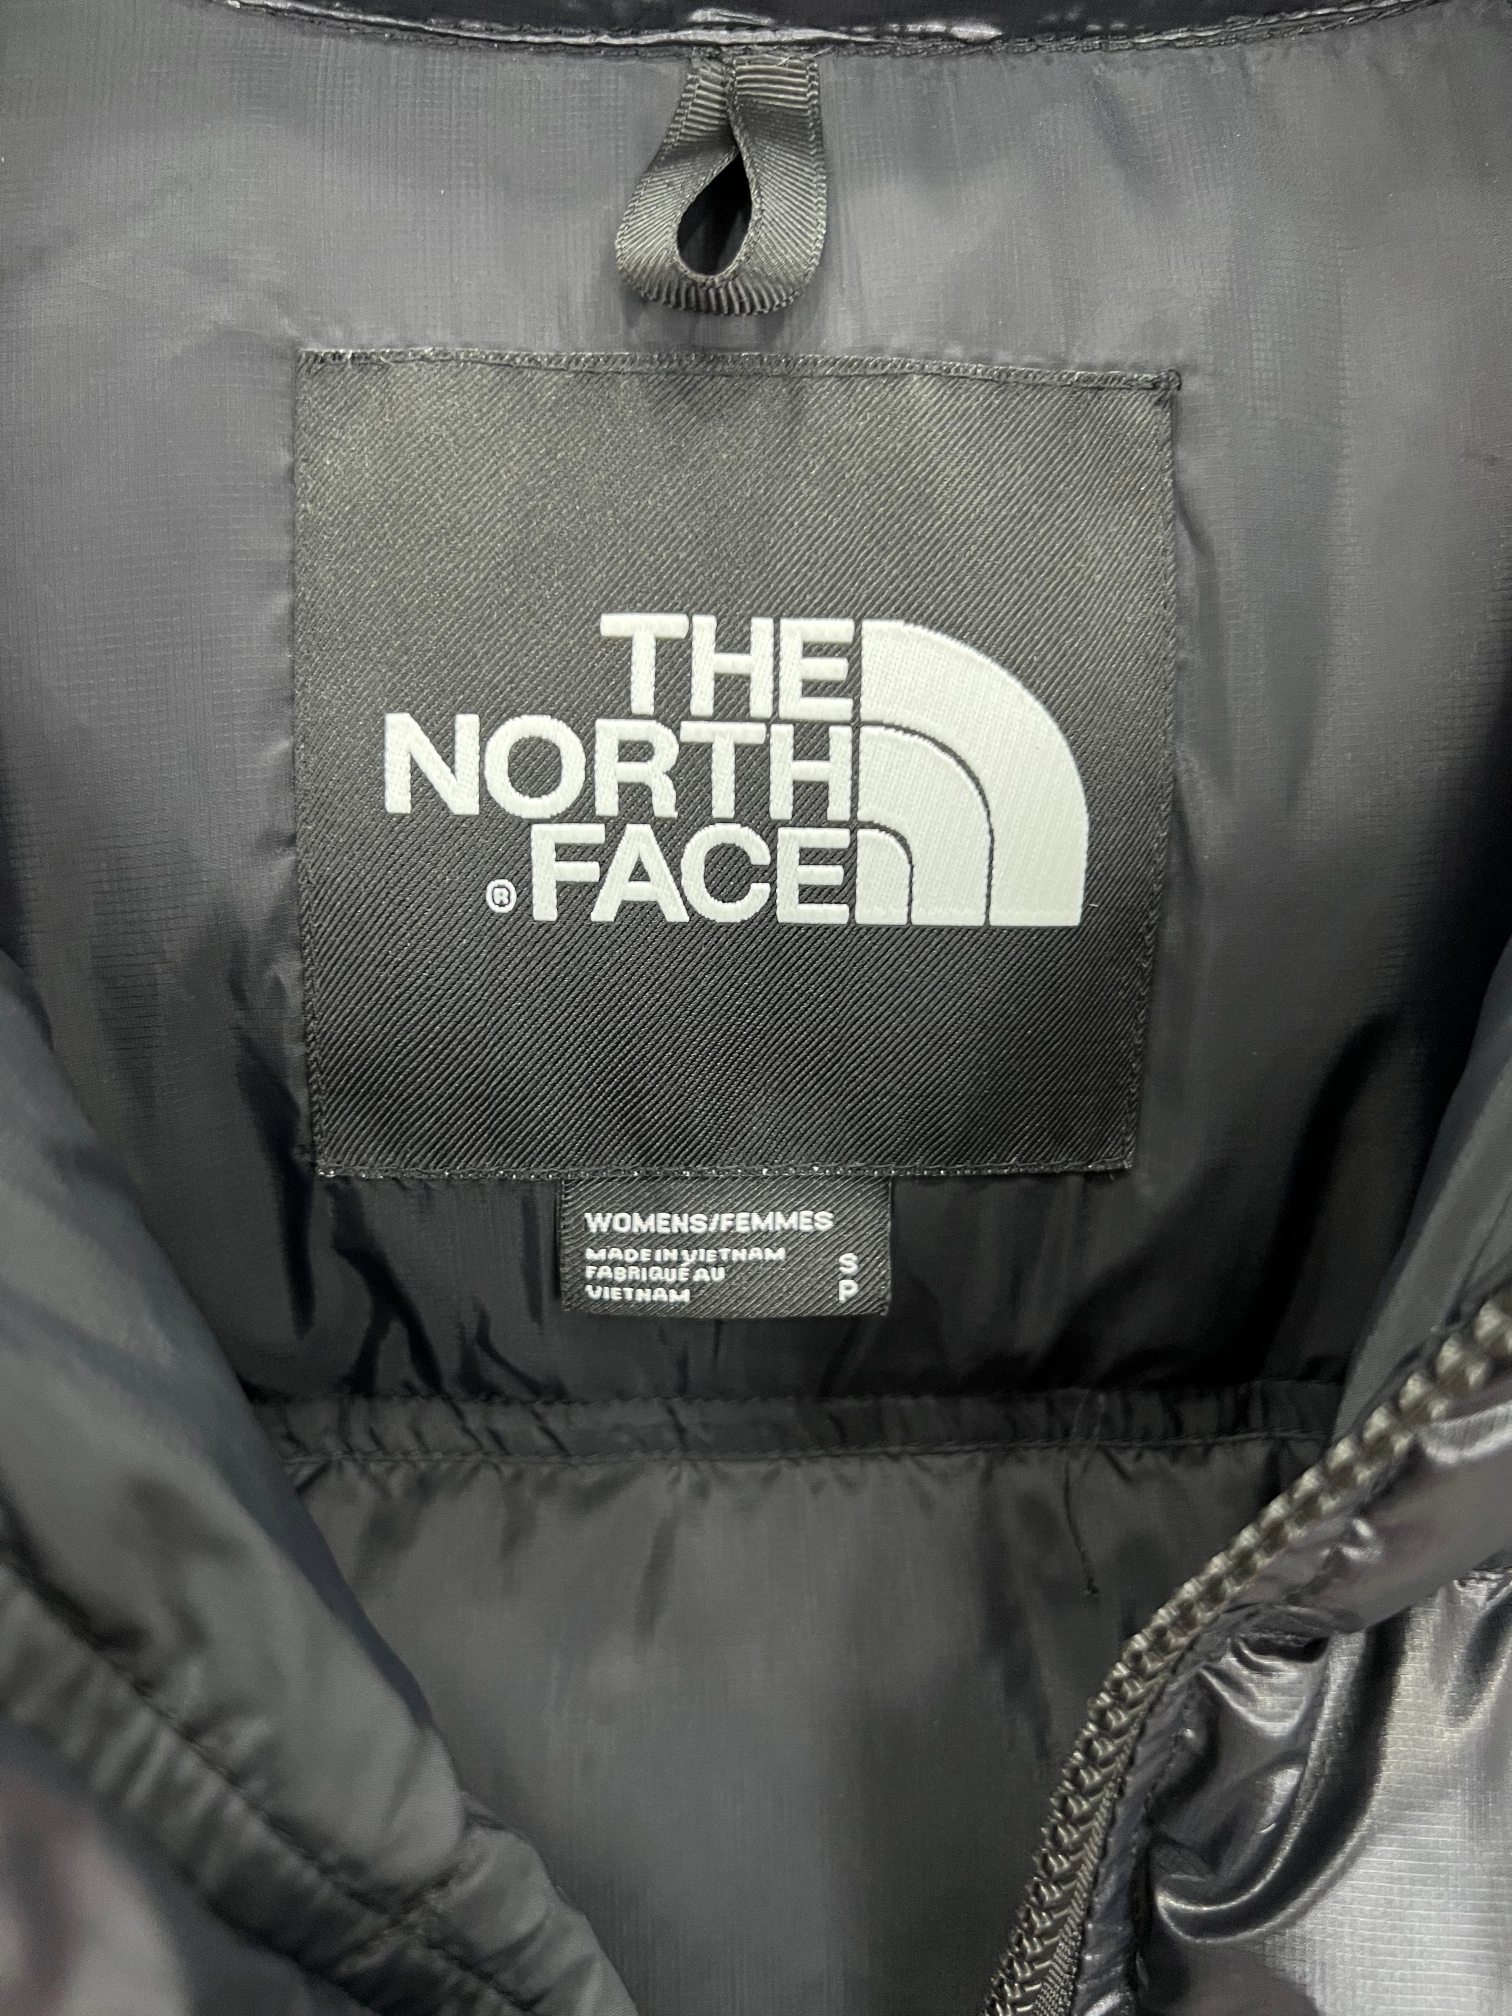 THE
NORTH
® FACE
WOMENS/FEMMES
MADE IN VIETNAM S
FABRIQUÉ AU
VIETNAM P